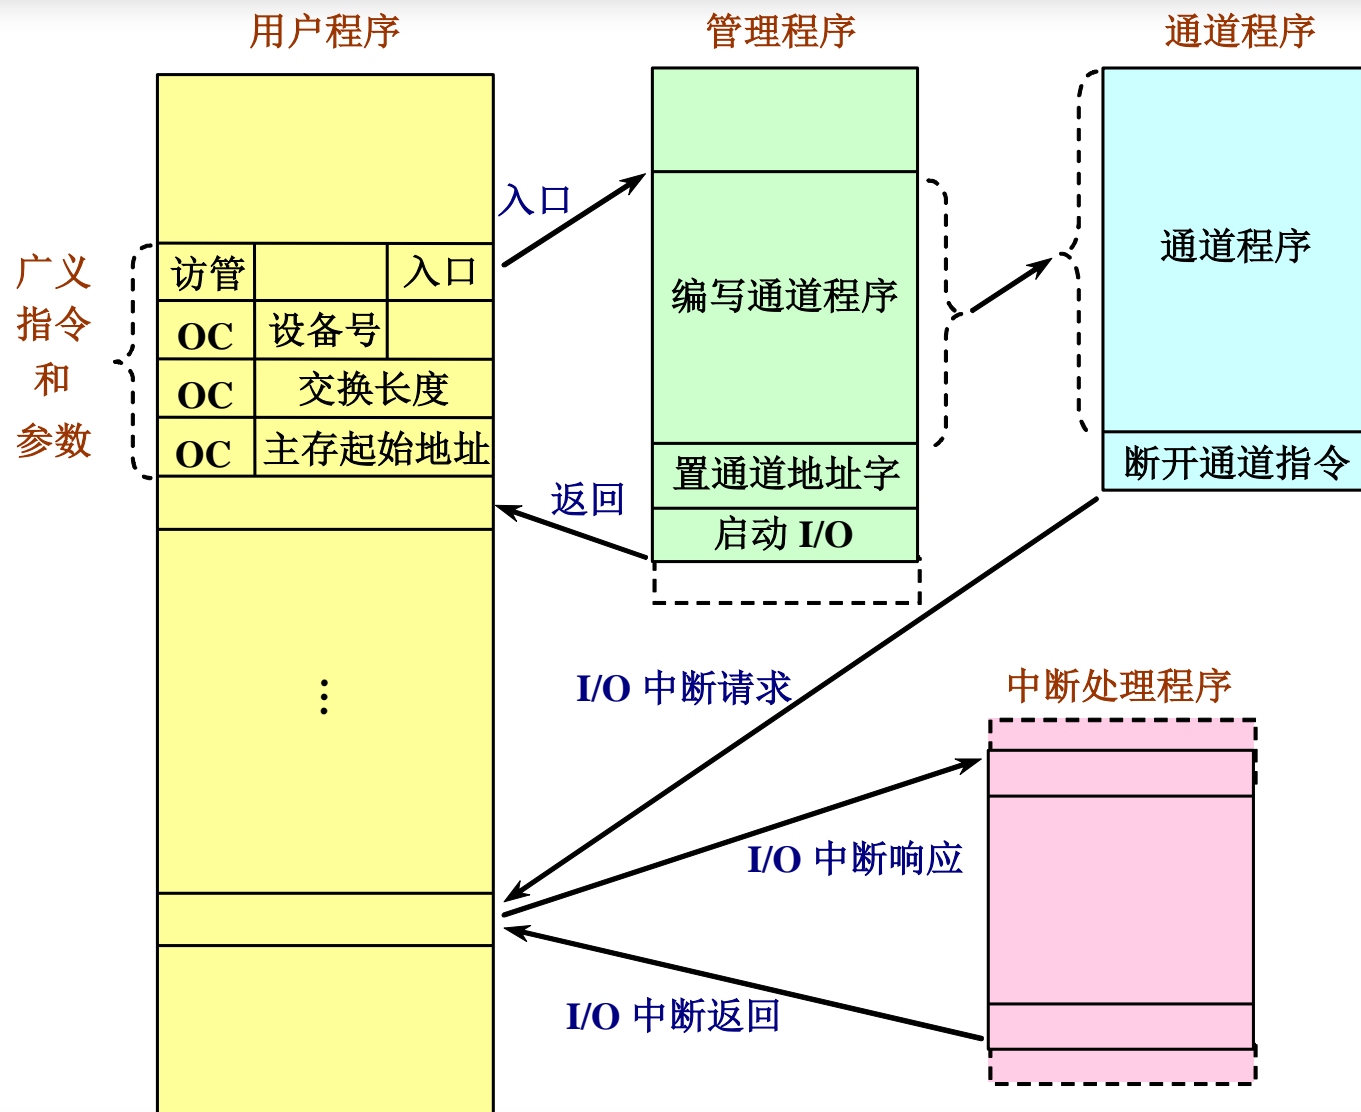 用户程序
管理程序
通道程序
入口
广义
指令
和
参数
访管 入口
OC 设备号
OC 交换长度
OC 主存起始地址
编写通道程序
置通道地址字
启动 I/O
返回
通道程序
断开通道指令
⋮
I/O 中断请求
中断处理程序
I/O 中断响应
I/O 中断返回